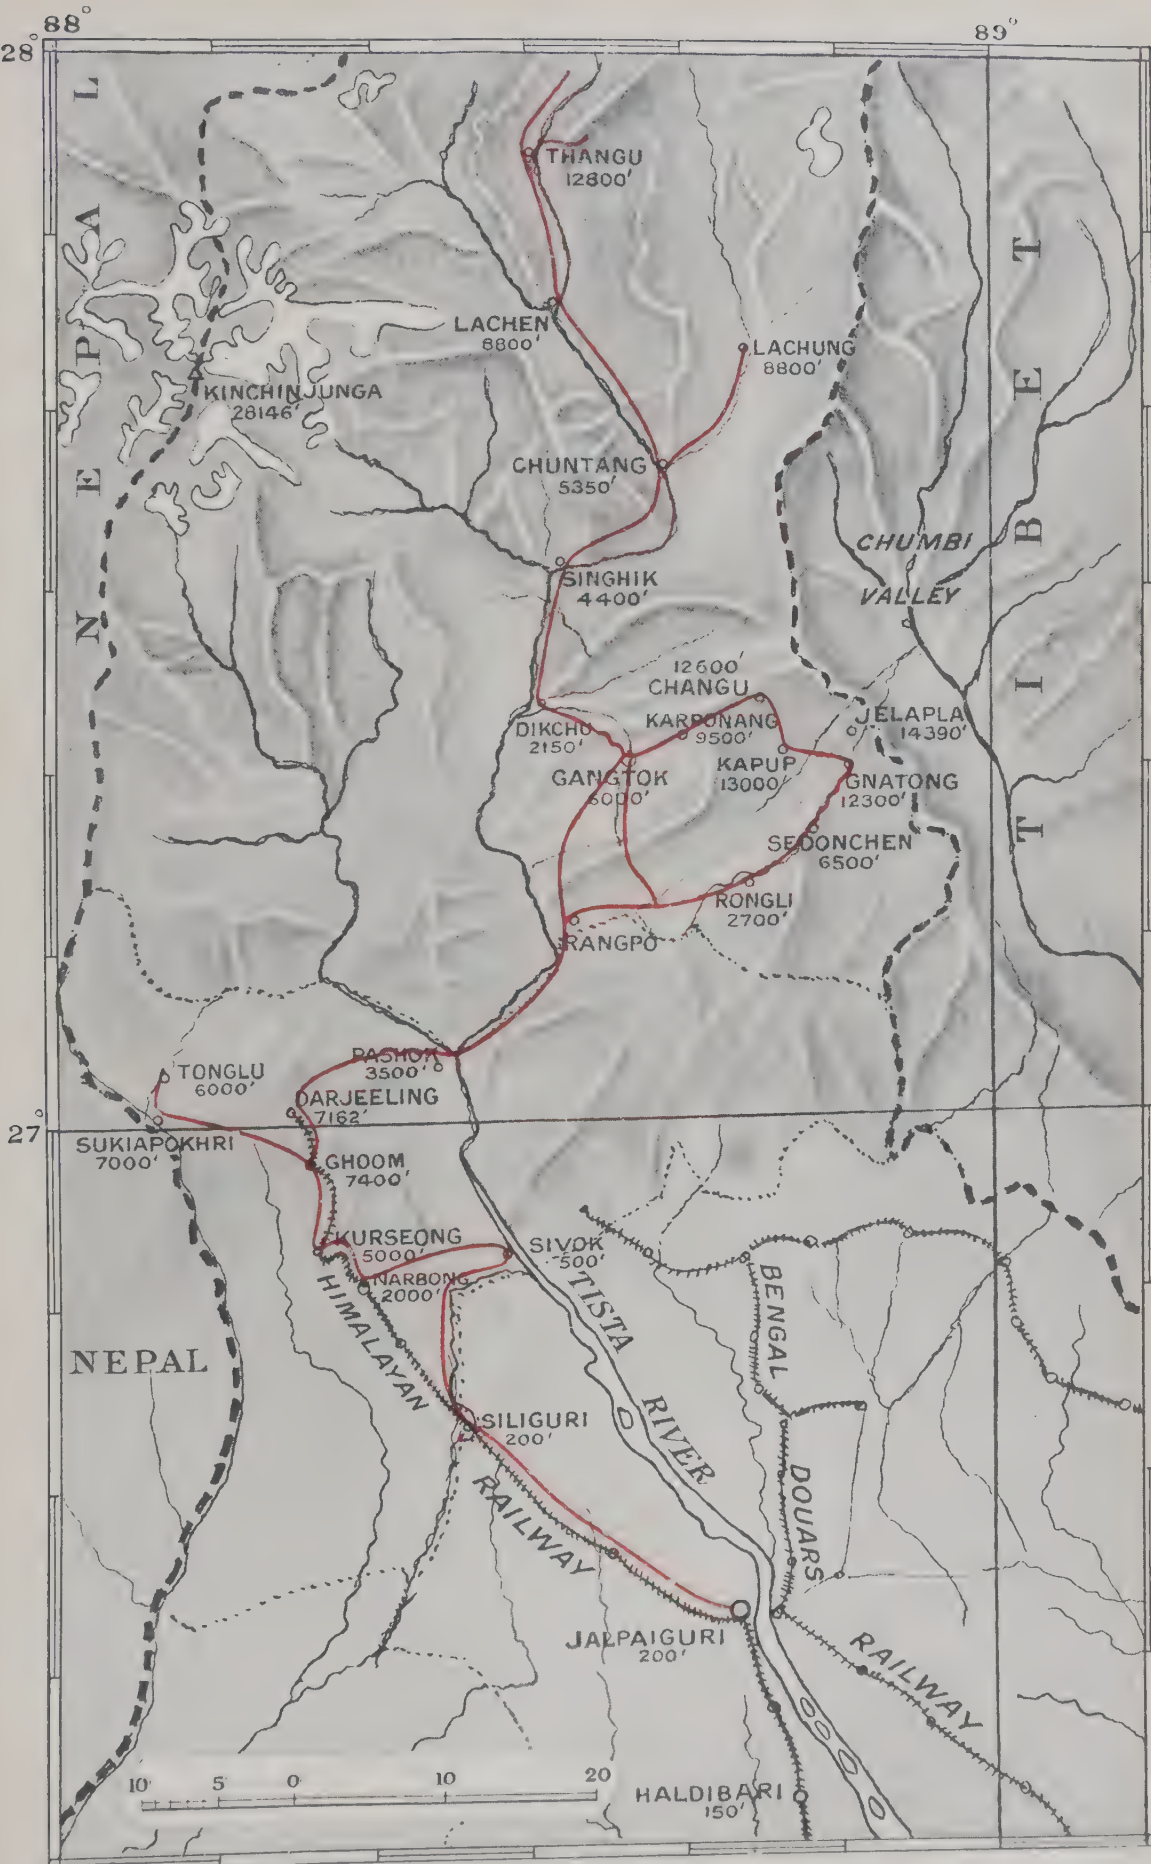 88°
89°
28°
THANGU
12800'
LACHEN
8800'
LACHUNG
8800'
KINCHINJUNGA
28146'
NEPAL
TIBET
CHUNTANG
5350'
CHUMBI
VALLEY
SINGHIK
4400'
12600'
CHANGU
DIKCHU
2150'
KARPONANG
9500'
JELAPLA
14390'
GANGTOK
6000'
KAPUP
13000'
GNATONG
12300'
SEDONCHEN
6500'
RONGLI
2700'
RANGPO
PASHOK
3500'
TONGLU
6000'
DARJEELING
7162'
27°
SUKIAPOKHRI
7000'
GHOOM
7400'
KURSEONG
5000'
SIVOK
500'
NARBONG
2000'
HIMALAYAN
RAILWAY
TISTA
RIVER
BENGAL
DOUARS
RAILWAY
NEPAL
SILIGURI
200'
JALPAIGURI
200'
10 5 0 10 20
HALDIBARI
150'